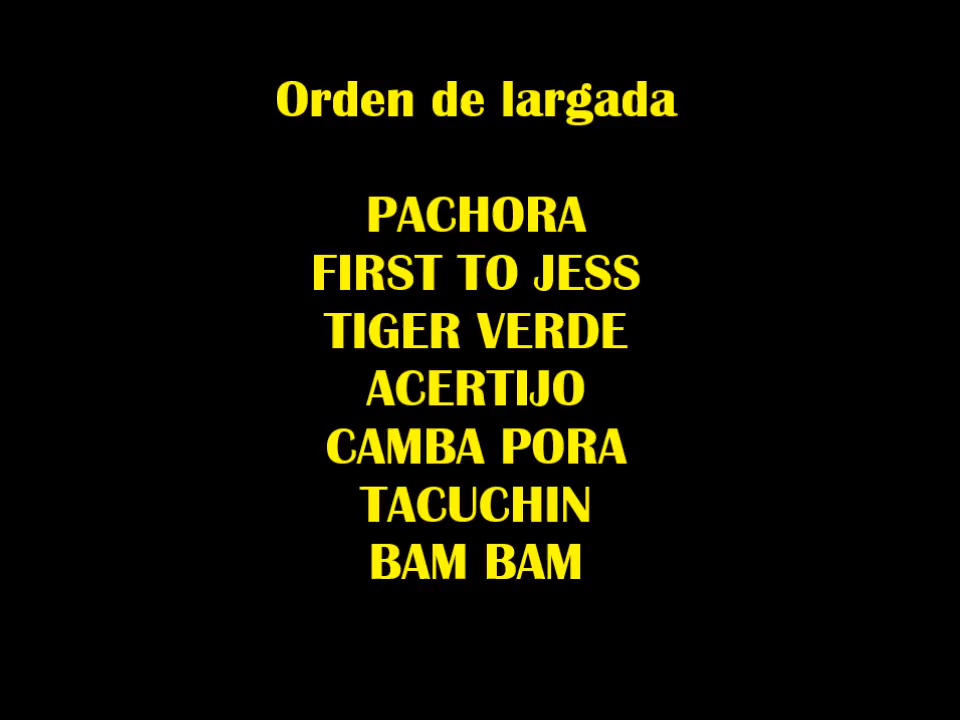 Orden de largada
PACHORA
FIRST TO JESS
TIGER VERDE
ACERTIJO
CAMBA PORA
TACUCHIN
BAM BAM